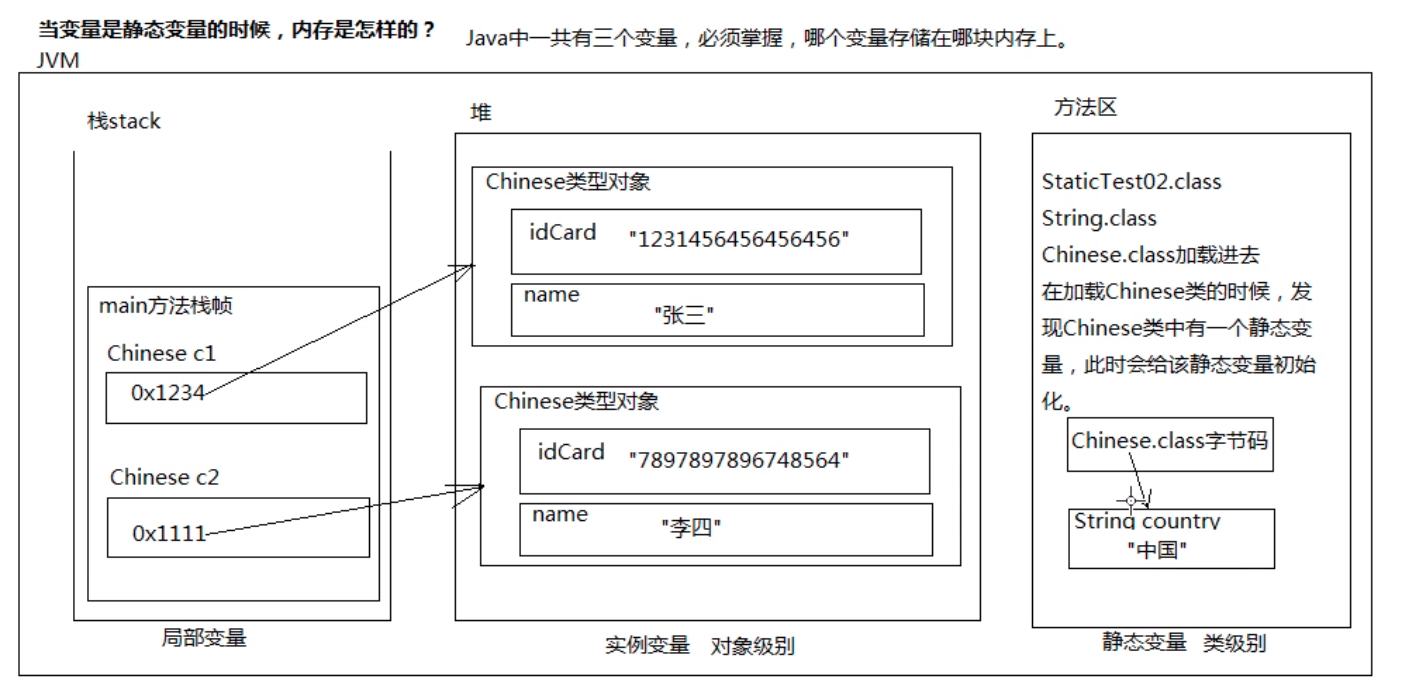 当变量是静态变量的时候，内存是怎样的？
Java中一共有三个变量，必须掌握，哪个变量存储在哪块内存上。
JVM
栈stack
main方法栈帧
Chinese c1
0x1234
Chinese c2
0x1111
局部变量
堆
Chinese类型对象
idCard "1231456456456456"
name
"张三"
Chinese类型对象
idCard "7897897896748564"
name
"李四"
实例变量 对象级别
方法区
StaticTest02.class
String.class
Chinese.class加载进去
在加载Chinese类的时候，发
现Chinese类中有一个静态变
量，此时会给该静态变量初始
化。
Chinese.class字节码
String country
"中国"
静态变量 类级别